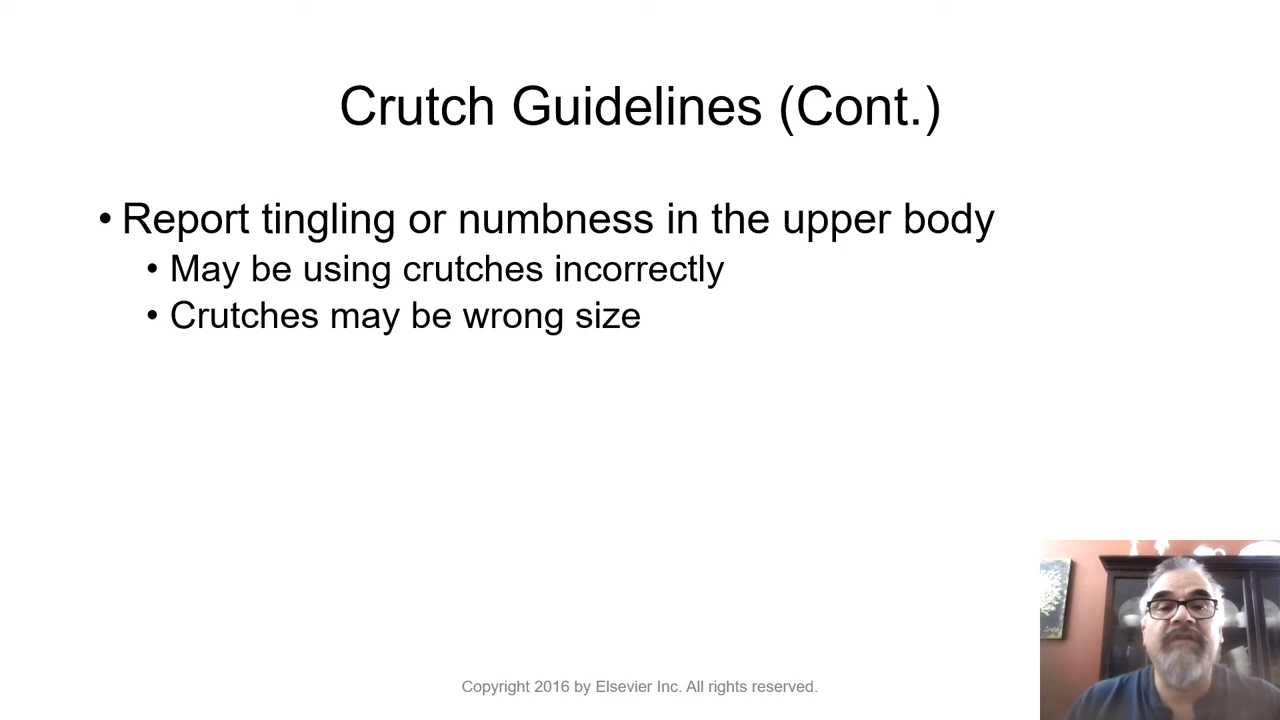 Crutch Guidelines (Cont.)
• Report tingling or numbness in the upper body
• May be using crutches incorrectly
• Crutches may be wrong size
Copyright 2016 by Elsevier Inc. All rights reserved.